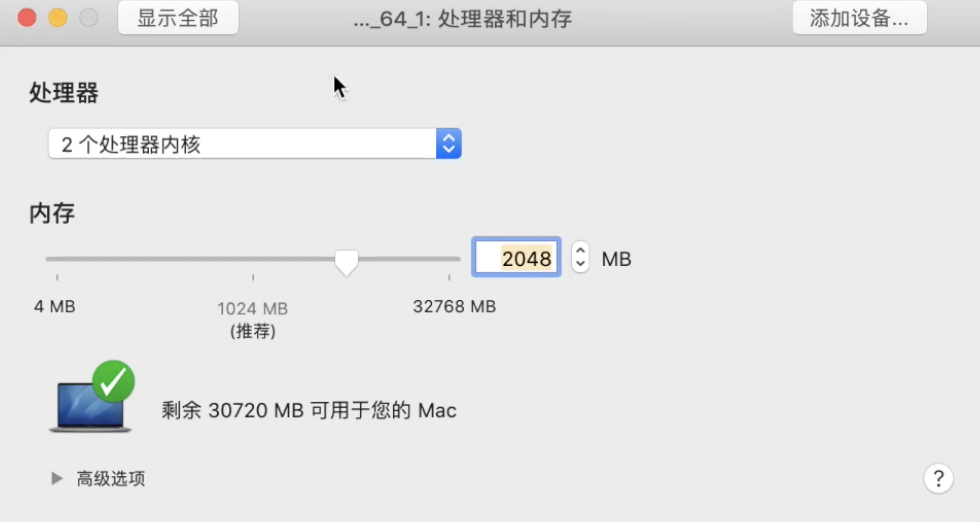 显示全部 ..._64_1: 处理器和内存 添加设备...
处理器
2 个处理器内核
内存
2048 MB
4 MB 1024 MB 32768 MB
(推荐)
剩余 30720 MB 可用于您的 Mac
高级选项 ?